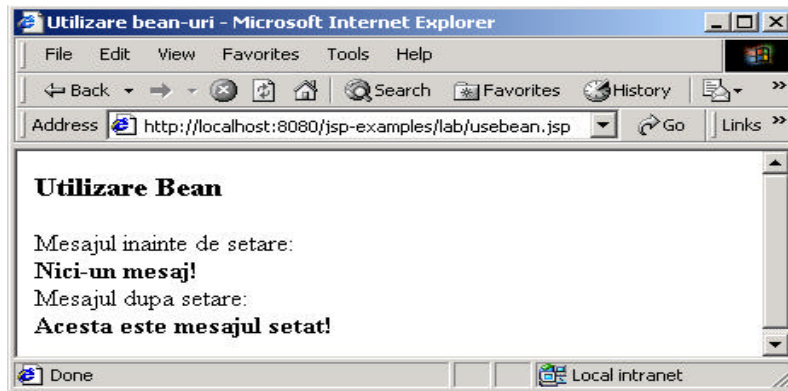 Utilizare bean-uri - Microsoft Internet Explorer
File Edit View Favorites Tools Help
Back Search Favorites History »
Address http://localhost:8080/jsp-examples/lab/usebean.jsp Go Links »
Utilizare Bean
Mesajul inainte de setare:
Nici-un mesaj!
Mesajul dupa setare:
Acesta este mesajul setat!
Done Local intranet